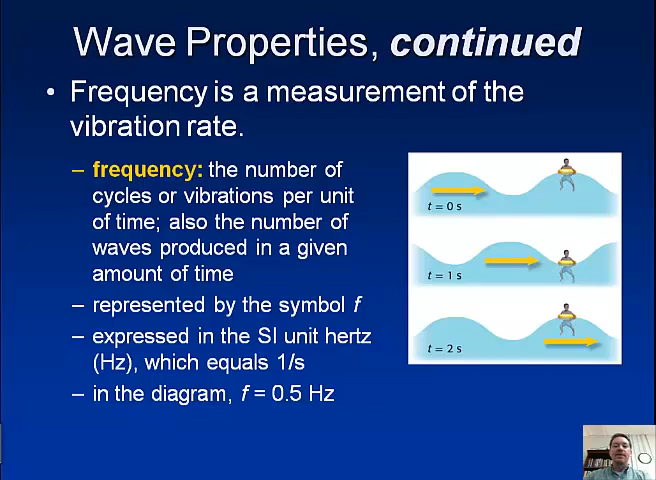 Wave Properties, continued
• Frequency is a measurement of the
vibration rate.
– frequency: the number of
cycles or vibrations per unit
of time; also the number of
waves produced in a given
amount of time
– represented by the symbol f
– expressed in the SI unit hertz
(Hz), which equals 1/s
– in the diagram, f = 0.5 Hz
t = 0 s
t = 1 s
t = 2 s